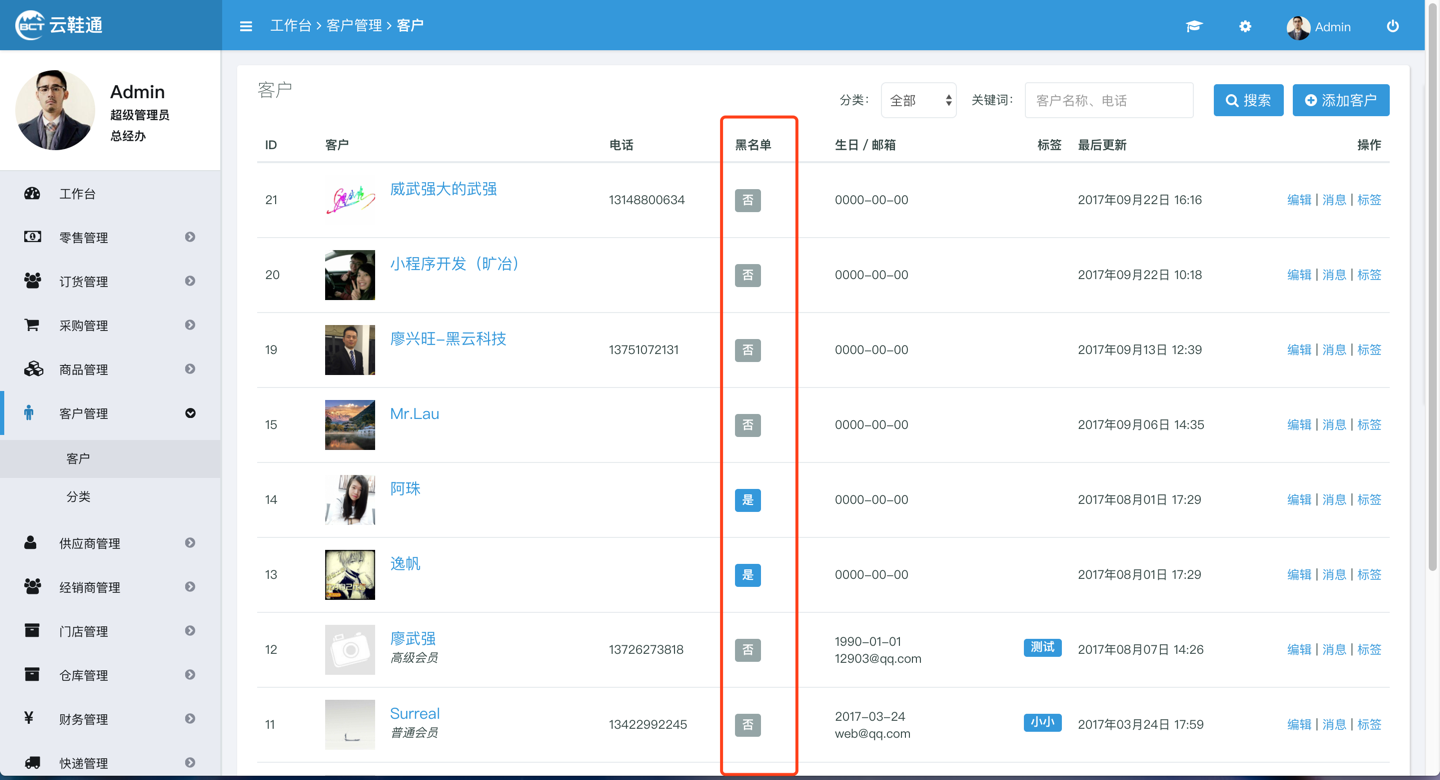 BCT 云鞋通
工作台 › 客户管理 › 客户
Admin
Admin
超级管理员
总经办
工作台
零售管理
订货管理
采购管理
商品管理
客户管理
客户
分类
供应商管理
经销商管理
门店管理
仓库管理
财务管理
快递管理
客户
分类： 全部 关键词： 客户名称、电话 搜索 添加客户
ID 客户 电话 黑名单 生日 / 邮箱 标签 最后更新 操作
21 威武强大的武强 13148800634 否 0000-00-00 2017年09月22日 16:16 编辑 | 消息 | 标签
20 小程序开发（旷冶） 否 0000-00-00 2017年09月22日 10:18 编辑 | 消息 | 标签
19 廖兴旺-黑云科技 13751072131 否 0000-00-00 2017年09月13日 12:39 编辑 | 消息 | 标签
15 Mr.Lau 否 0000-00-00 2017年09月06日 14:35 编辑 | 消息 | 标签
14 阿珠 是 0000-00-00 2017年08月01日 17:29 编辑 | 消息 | 标签
13 逸帆 是 0000-00-00 2017年08月01日 17:29 编辑 | 消息 | 标签
12 廖武强 13726273818 否 1990-01-01 测试 2017年08月07日 14:26 编辑 | 消息 | 标签
高级会员 12903@qq.com
11 Surreal 13422992245 否 2017-03-24 小小 2017年03月24日 17:59 编辑 | 消息 | 标签
普通会员 web@qq.com